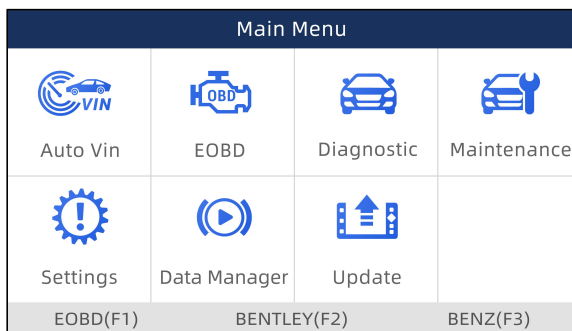 Main Menu
VIN
OBD
Auto Vin
EOBD
Diagnostic
Maintenance
Settings
Data Manager
Update
EOBD(F1)
BENTLEY(F2)
BENZ(F3)